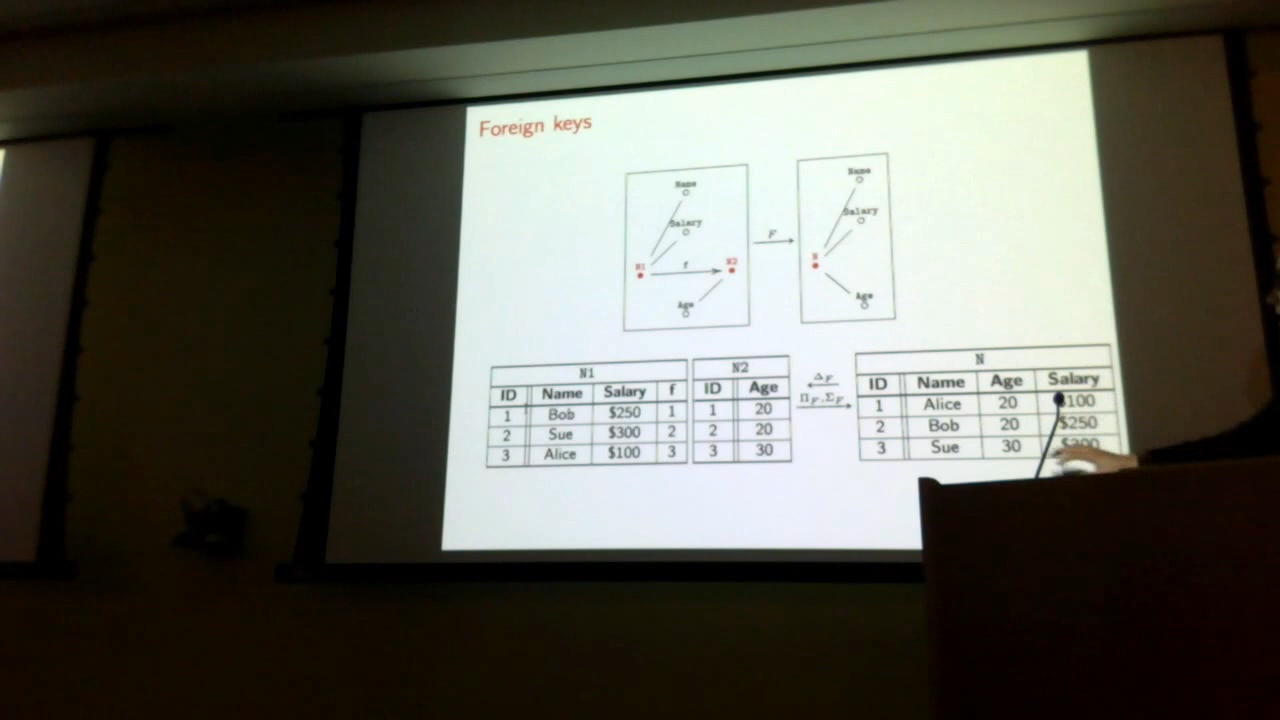 Foreign keys
Name
Salary
N1 f N2
Age
F
Name
Salary
N
Age
N1
ID Name Salary f
1 Bob $250 1
2 Sue $300 2
3 Alice $100 3
N2
ID Age
1 20
2 20
3 30
Δ_F
Π_F, Σ_F
N
ID Name Age Salary
1 Alice 20 $100
2 Bob 20 $250
3 Sue 30 $300